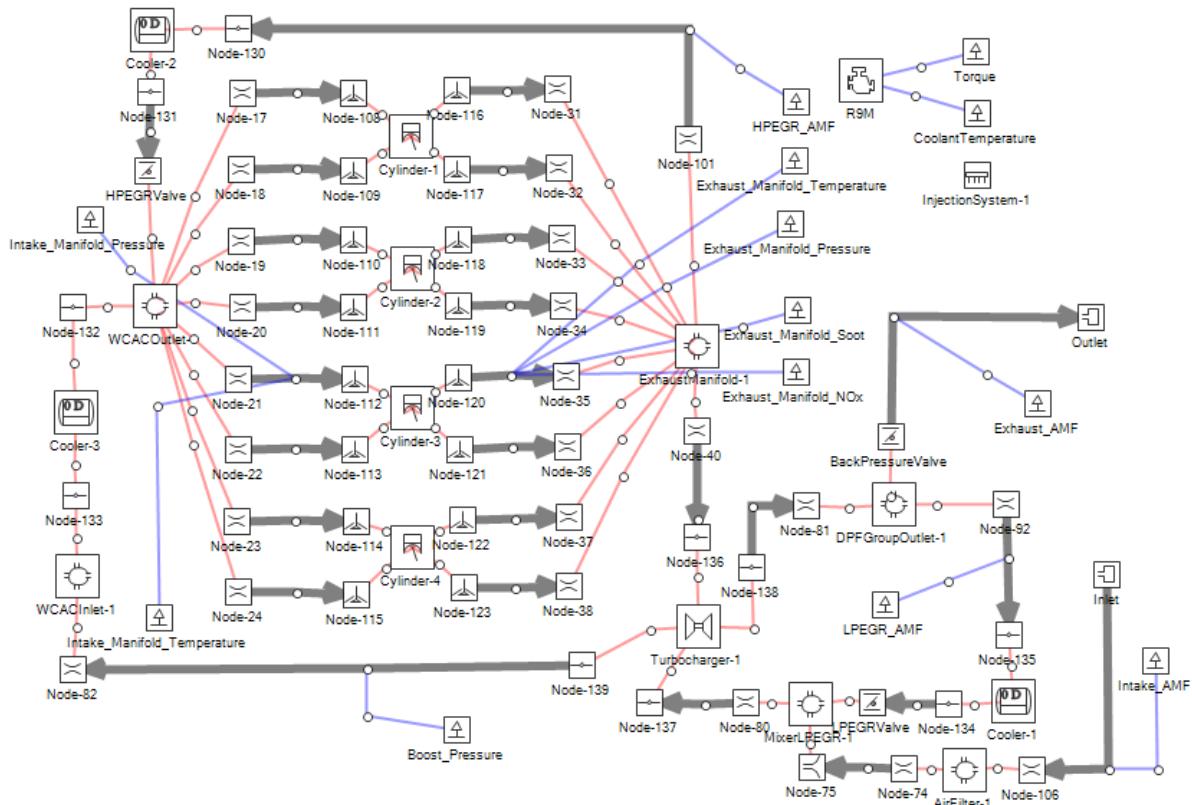 0 D
Cooler-2
Node-130
Node-131
HPEGRValve
Node-17
Node-108
Node-116
Node-31
Node-101
HPEGR_AMF
R9M
Torque
CoolantTemperature
InjectionSystem-1
Node-18
Node-109
Cylinder-1
Node-117
Node-32
Exhaust_Manifold_Temperature
Intake_Manifold_Pressure
Node-19
Node-110
Node-118
Node-33
Exhaust_Manifold_Pressure
Node-132
WCACOutlet-
Node-20
Node-111
Cylinder-2
Node-119
Node-34
ExhaustManifold-1
Exhaust_Manifold_Soot
Outlet
0 D
Cooler-3
Node-21
Node-112
Node-120
Node-35
Exhaust_Manifold_NOx
Exhaust_AMF
Cylinder-3
Node-22
Node-113
Node-121
Node-36
Node-40
BackPressureValve
Node-133
Node-23
Node-114
Node-122
Node-37
Node-136
Node-81
DPFGroupOutlet-1
Node-92
WCACInlet-1
Node-24
Node-115
Cylinder-4
Node-123
Node-38
Node-138
LPEGR_AMF
Inlet
Intake_Manifold_Temperature
Turbocharger-1
Node-135
Node-82
Node-139
Intake_AMF
Boost_Pressure
Node-137
Node-80
MixerLPEGR-1
LPEGRValve
Node-134
0 D
Cooler-1
Node-75
Node-74
AirFilter-1
Node-106